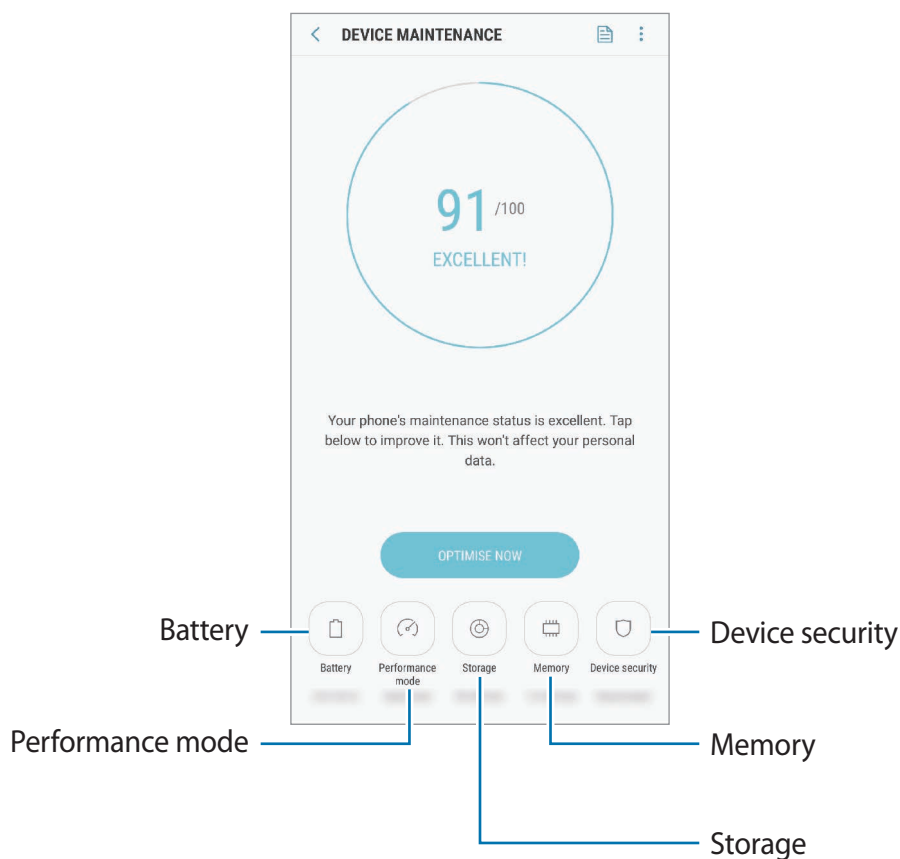 DEVICE MAINTENANCE
91 /100
EXCELLENT!
Your phone's maintenance status is excellent. Tap
below to improve it. This won't affect your personal
data.
OPTIMISE NOW
Battery
Device security
Battery
Performance
mode
Storage
Memory
Device security
Performance mode
Memory
Storage